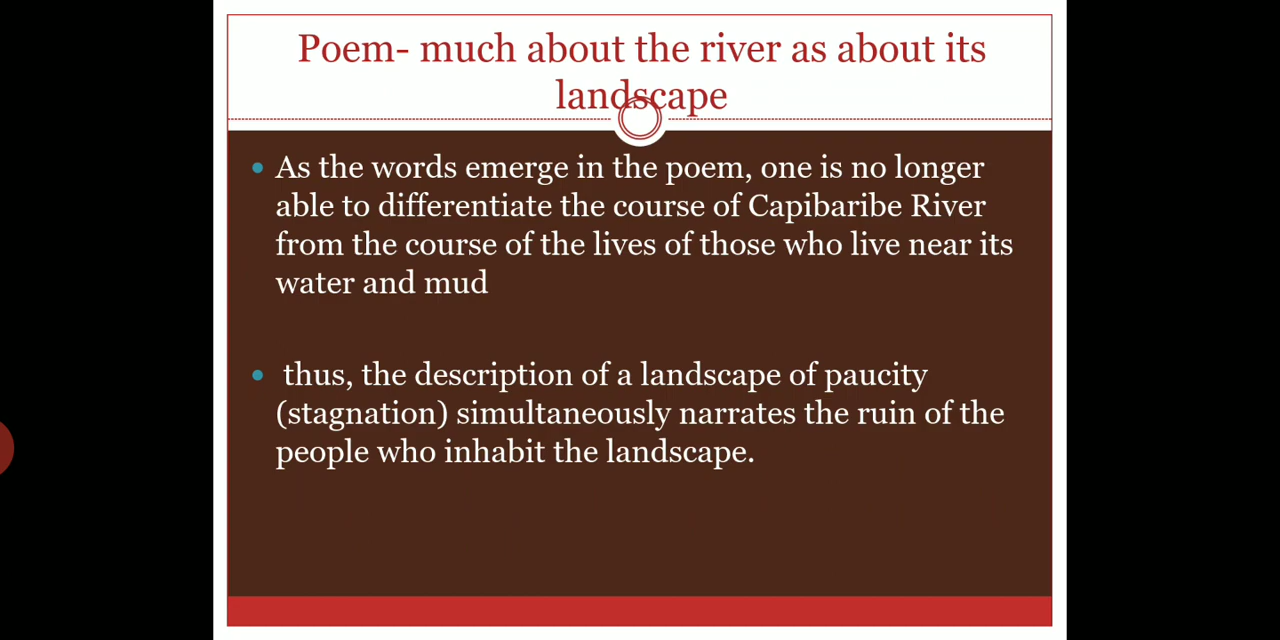 Poem- much about the river as about its
landscape
As the words emerge in the poem, one is no longer
able to differentiate the course of Capibaribe River
from the course of the lives of those who live near its
water and mud
thus, the description of a landscape of paucity
(stagnation) simultaneously narrates the ruin of the
people who inhabit the landscape.